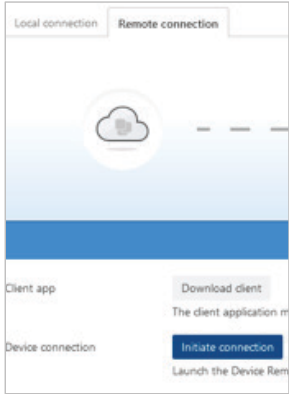 Local connection
Remote connection
Client app
Download client
The client application m
Device connection
Initiate connection
Launch the Device Rem